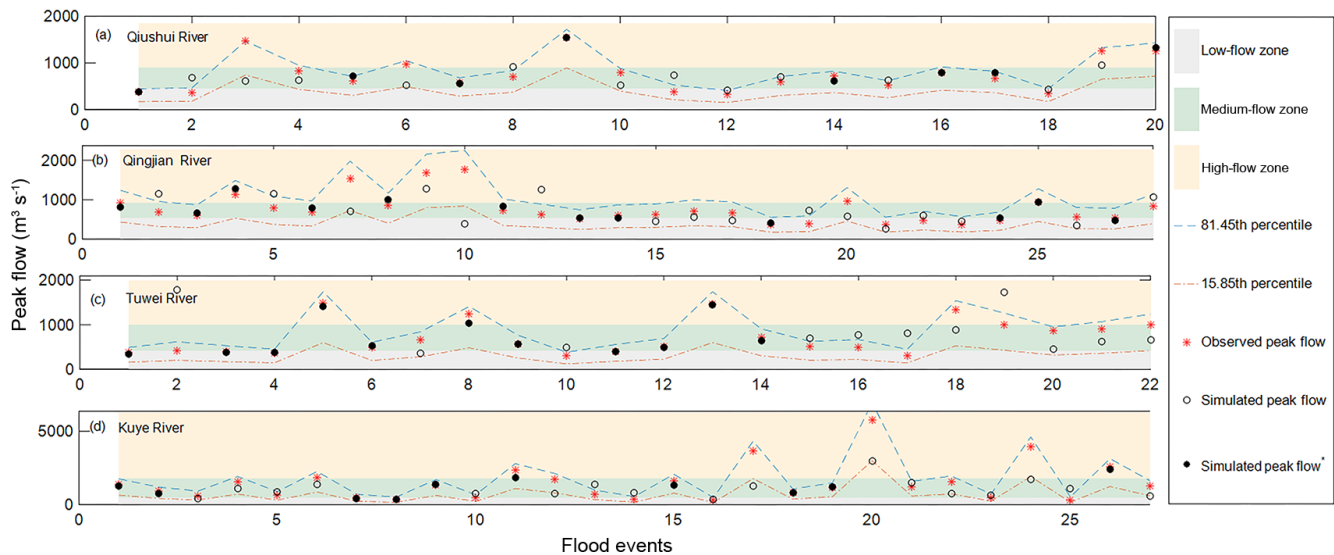 (a) Qiushui River
2000
1000
0
0 2 4 6 8 10 12 14 16 18 20
(b) Qingjian River
2000
1000
0
0 5 10 15 20 25
(c) Tuwei River
2000
1000
0
0 2 4 6 8 10 12 14 16 18 20 22
(d) Kuye River
5000
0
0 5 10 15 20 25
Peak flow (m³ s⁻¹)
Flood events
Low-flow zone
Medium-flow zone
High-flow zone
81.45th percentile
15.85th percentile
Observed peak flow
Simulated peak flow
Simulated peak flow*